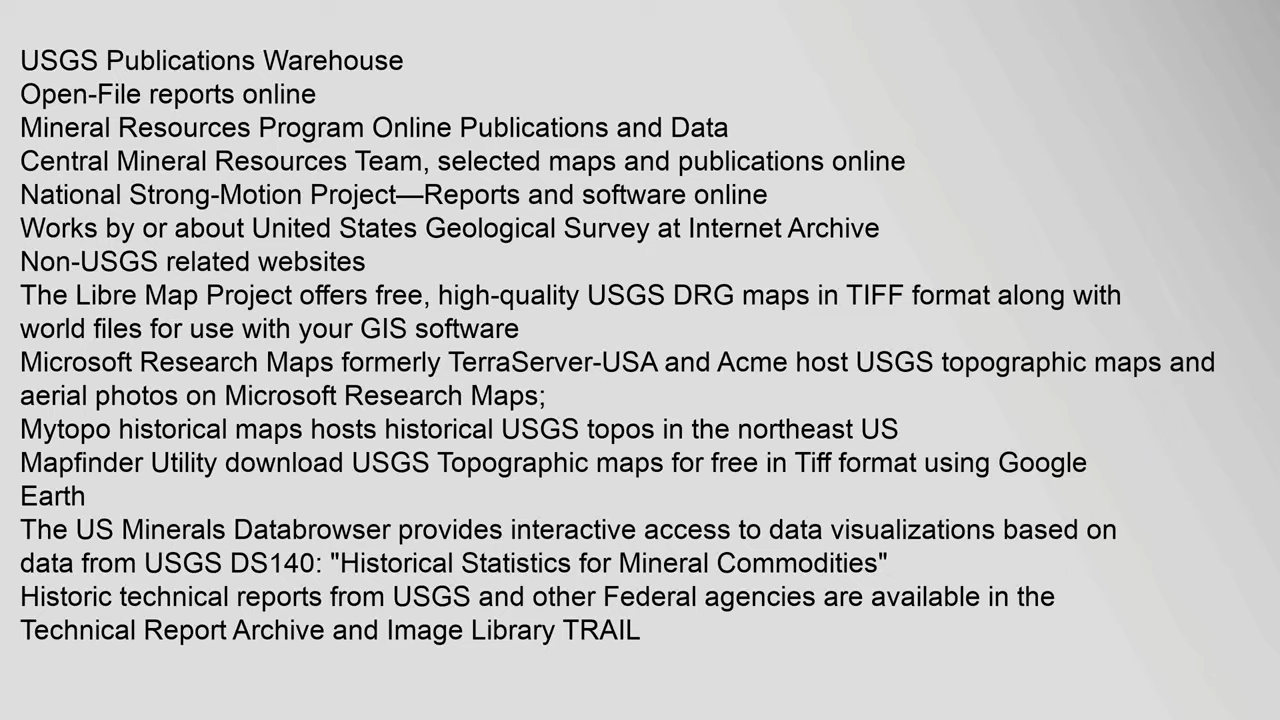 USGS Publications Warehouse
Open-File reports online
Mineral Resources Program Online Publications and Data
Central Mineral Resources Team, selected maps and publications online
National Strong-Motion Project—Reports and software online
Works by or about United States Geological Survey at Internet Archive
Non-USGS related websites
The Libre Map Project offers free, high-quality USGS DRG maps in TIFF format along with
world files for use with your GIS software
Microsoft Research Maps formerly TerraServer-USA and Acme host USGS topographic maps and
aerial photos on Microsoft Research Maps;
Mytopo historical maps hosts historical USGS topos in the northeast US
Mapfinder Utility download USGS Topographic maps for free in Tiff format using Google
Earth
The US Minerals Databrowser provides interactive access to data visualizations based on
data from USGS DS140: "Historical Statistics for Mineral Commodities"
Historic technical reports from USGS and other Federal agencies are available in the
Technical Report Archive and Image Library TRAIL